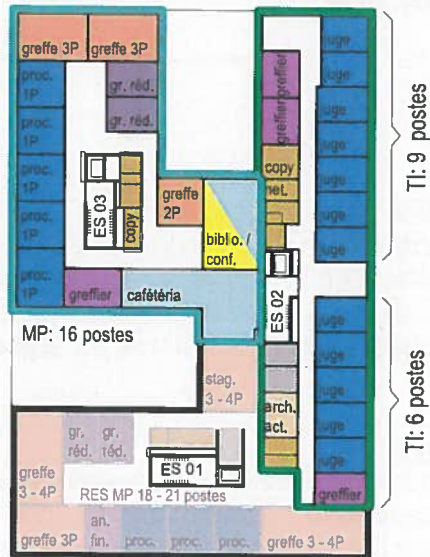 greffe 3P
greffe 3P
juge
proc.
1P
gr. réd.
greffier
juge
proc.
1P
gr. réd.
greffier
juge
proc.
1P
copy
juge
net.
ES 03
copy
greffe
2P
juge
proc.
1P
juge
biblio. /
conf.
juge
TI: 9 postes
proc.
1P
greffier
cafétéria
ES 02
MP: 16 postes
juge
juge
stag.
3 - 4P
juge
arch.
act.
juge
juge
greffier
TI: 6 postes
gr.
réd.
gr.
réd.
greffe
3 - 4P
ES 01
RES MP 18 - 21 postes
greffe 3P
an.
fin.
proc.
proc.
proc.
greffe 3 - 4P